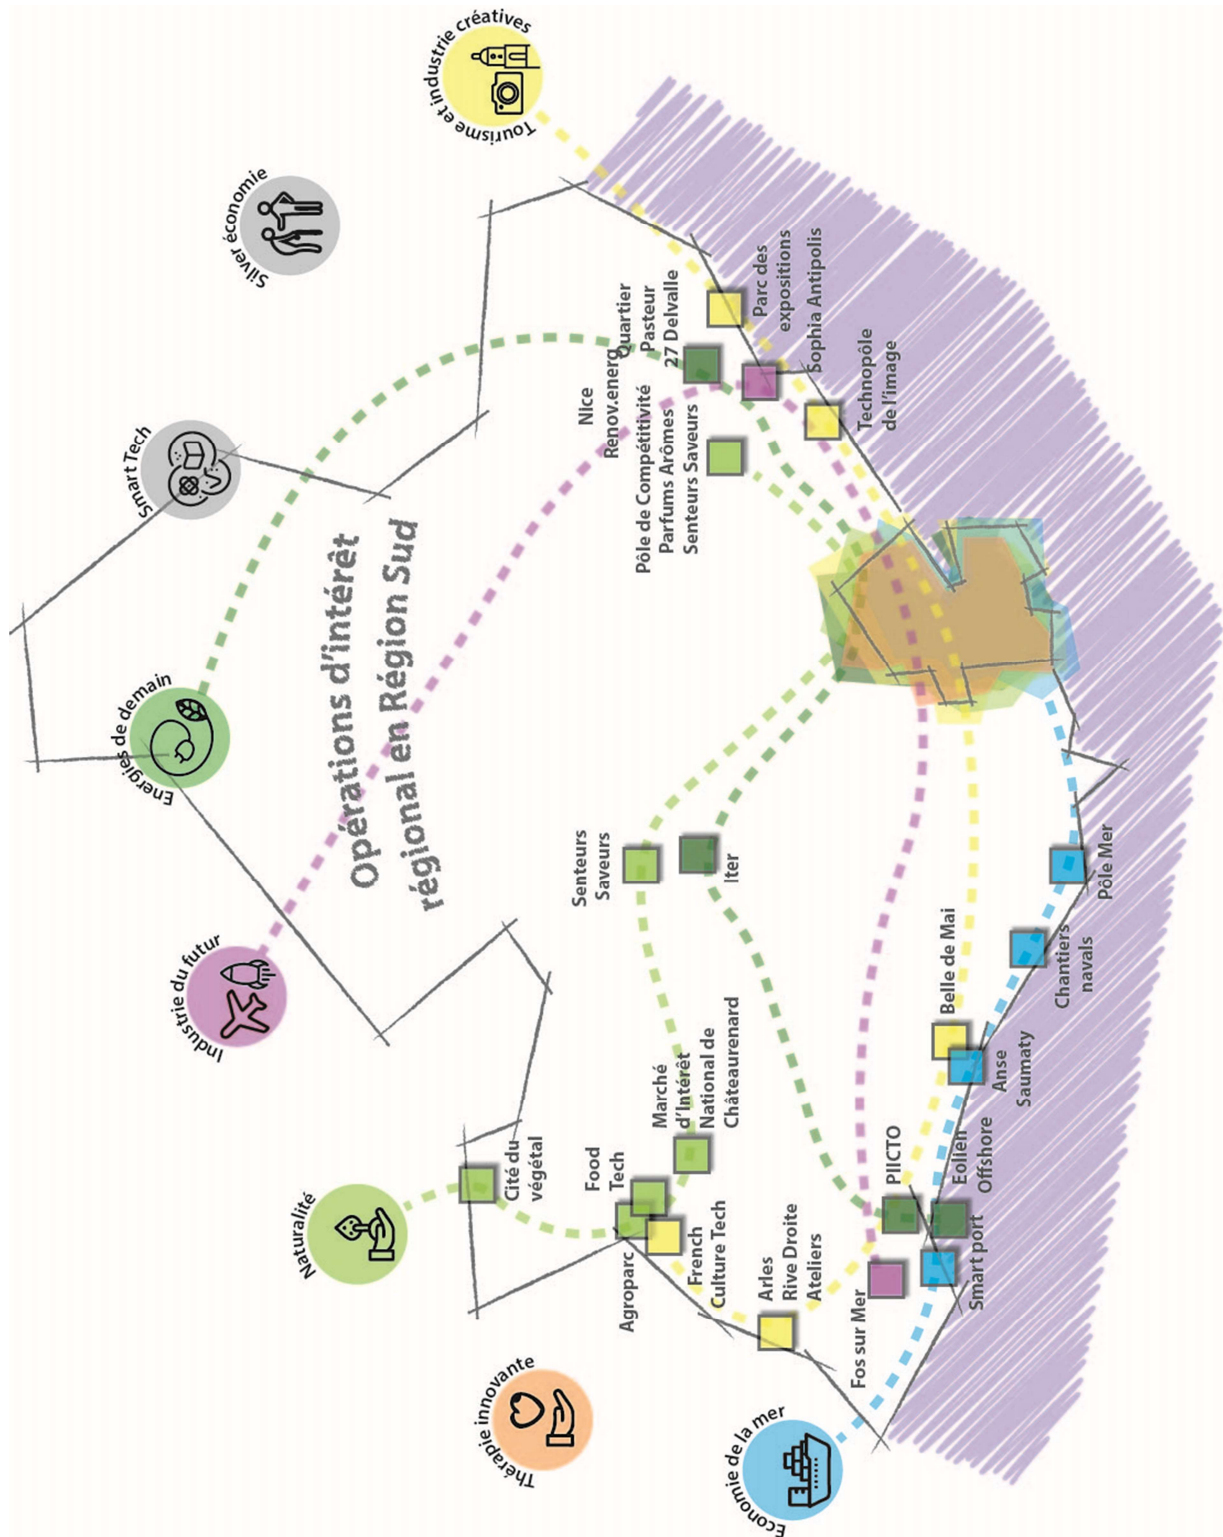 Opérations d'intérêt
régional en Région Sud
Economie de la mer
Thérapie innovante
Naturalité
Industrie du futur
Energies de demain
Smart Tech
Silver économie
Tourisme et industrie créatives
Cité du
végétal
Food
Tech
Agroparc
French
Culture Tech
Marché
d'Intérêt
National de
Châteaurenard
Arles
Rive Droite
Ateliers
Fos sur Mer
PIICTO
Eolien
Offshore
Smart port
Belle de Mai
Anse
Saumaty
Chantiers
navals
Pôle Mer
Senteurs
Saveurs
Iter
Pôle de Compétitivité
Parfums Arômes
Senteurs Saveurs
Nice
Renov.energ
Quartier
Pasteur
27 Delvalle
Parc des
expositions
Sophia Antipolis
Technopôle
de l'image